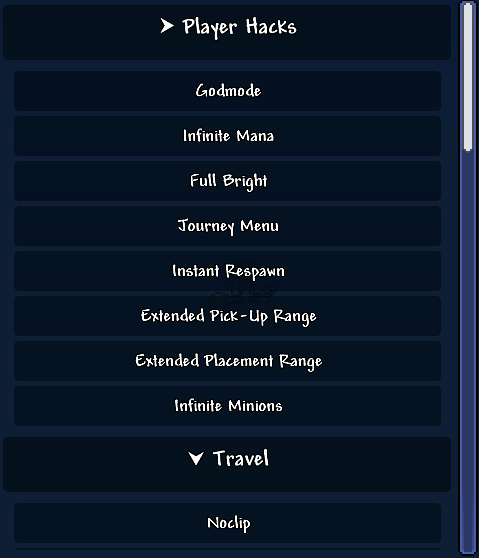 Player Hacks
Godmode
Infinite Mana
Full Bright
Journey Menu
Instant Respawn
Extended Pick-Up Range
Extended Placement Range
Infinite Minions
Travel
Noclip